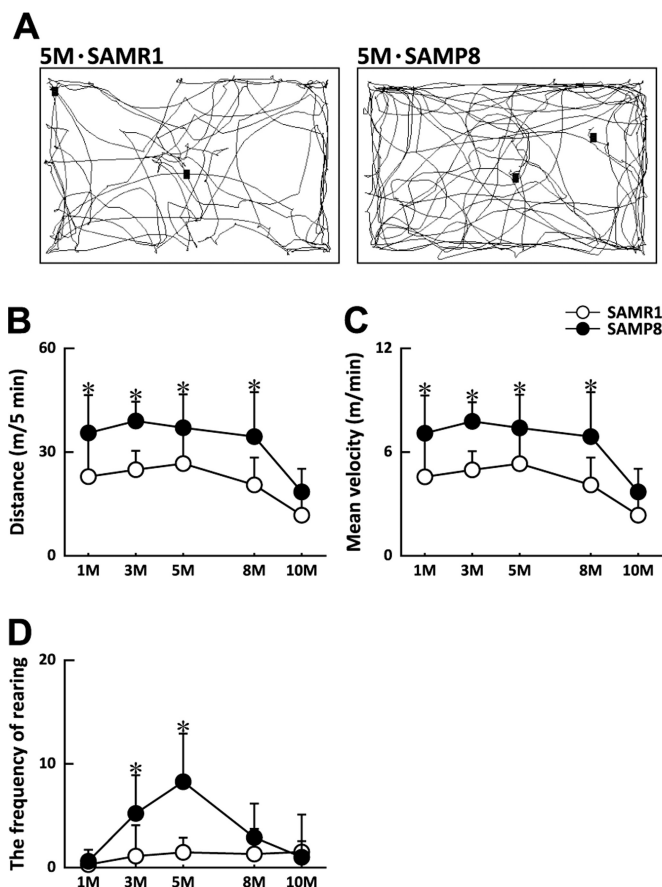 A
5M·SAMR1
5M·SAMP8
B
Distance (m/5 min)
60
30
0
*
*
*
*
1M 3M 5M 8M 10M
C
SAMR1
SAMP8
Mean velocity (m/min)
12
6
0
*
*
*
*
1M 3M 5M 8M 10M
D
The frequency of rearing
20
10
0
*
*
1M 3M 5M 8M 10M